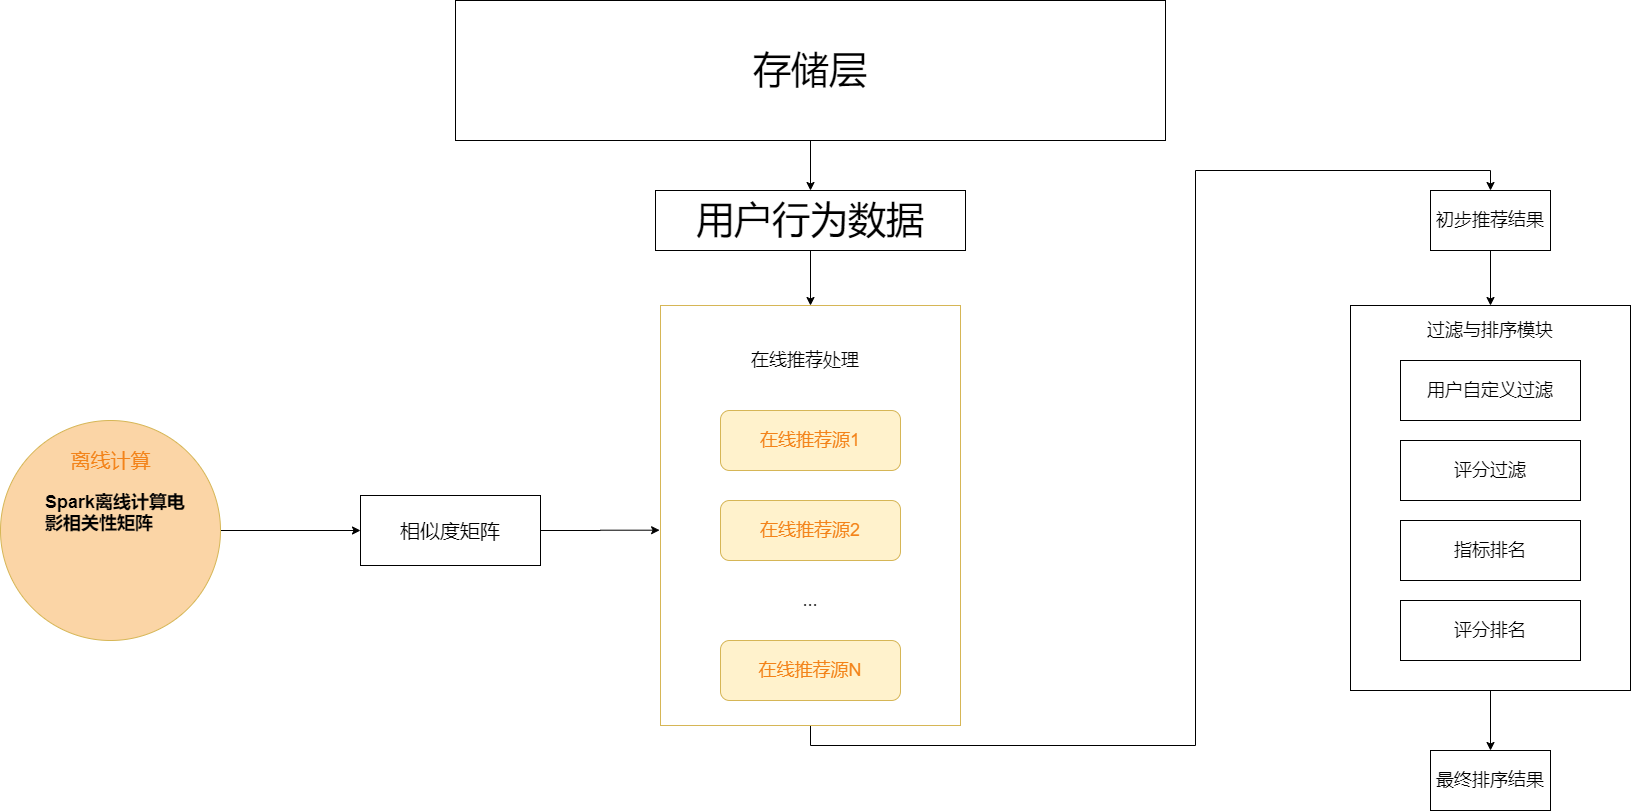 存储层
用户行为数据
在线推荐处理
在线推荐源1
在线推荐源2
...
在线推荐源N
离线计算
Spark离线计算电
影相关性矩阵
相似度矩阵
初步推荐结果
过滤与排序模块
用户自定义过滤
评分过滤
指标排名
评分排名
最终排序结果